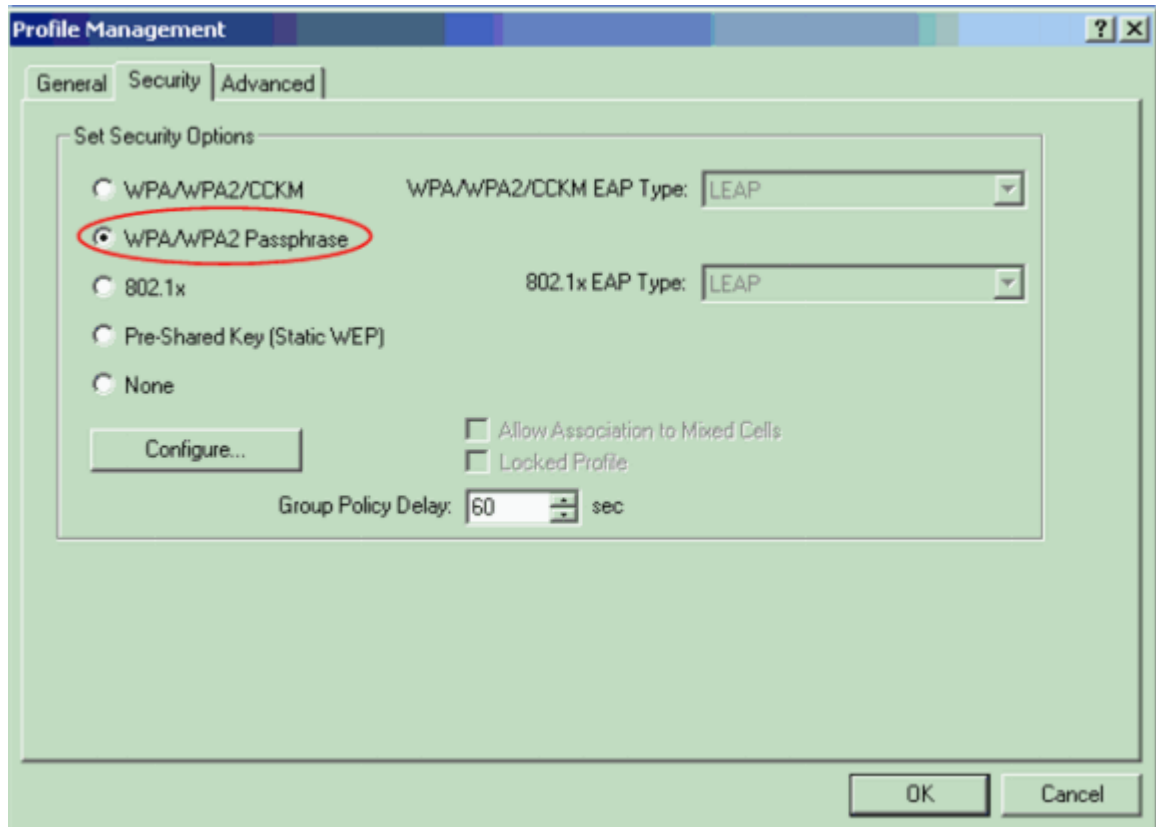 Profile Management
General Security Advanced
Set Security Options
WPA/WPA2/CCKM WPA/WPA2/CCKM EAP Type: LEAP
WPA/WPA2 Passphrase
802.1x 802.1x EAP Type: LEAP
Pre-Shared Key (Static WEP)
None
Configure... Allow Association to Mixed Cells
Locked Profile
Group Policy Delay: 60 sec
OK Cancel